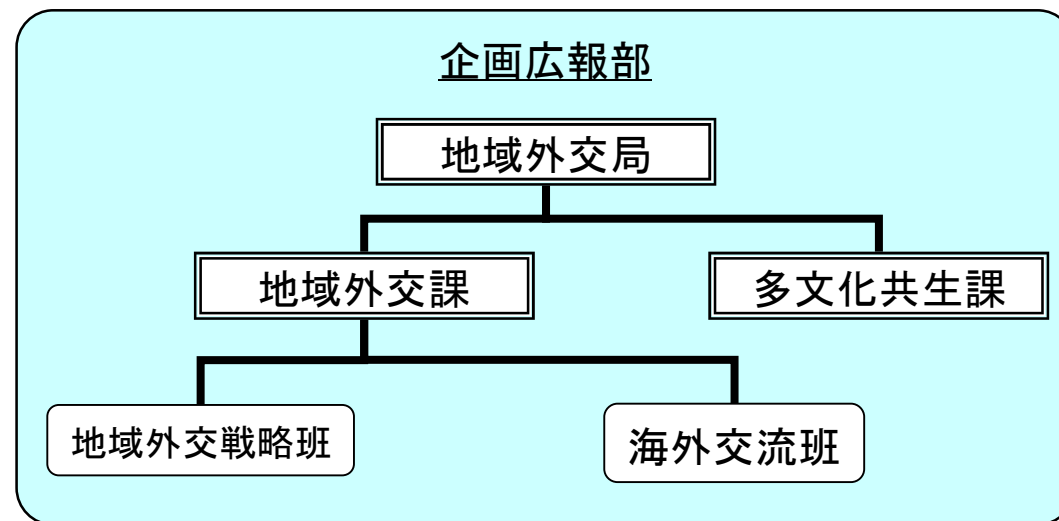 企画広報部
地域外交局
地域外交課
多文化共生課
地域外交戦略班
海外交流班